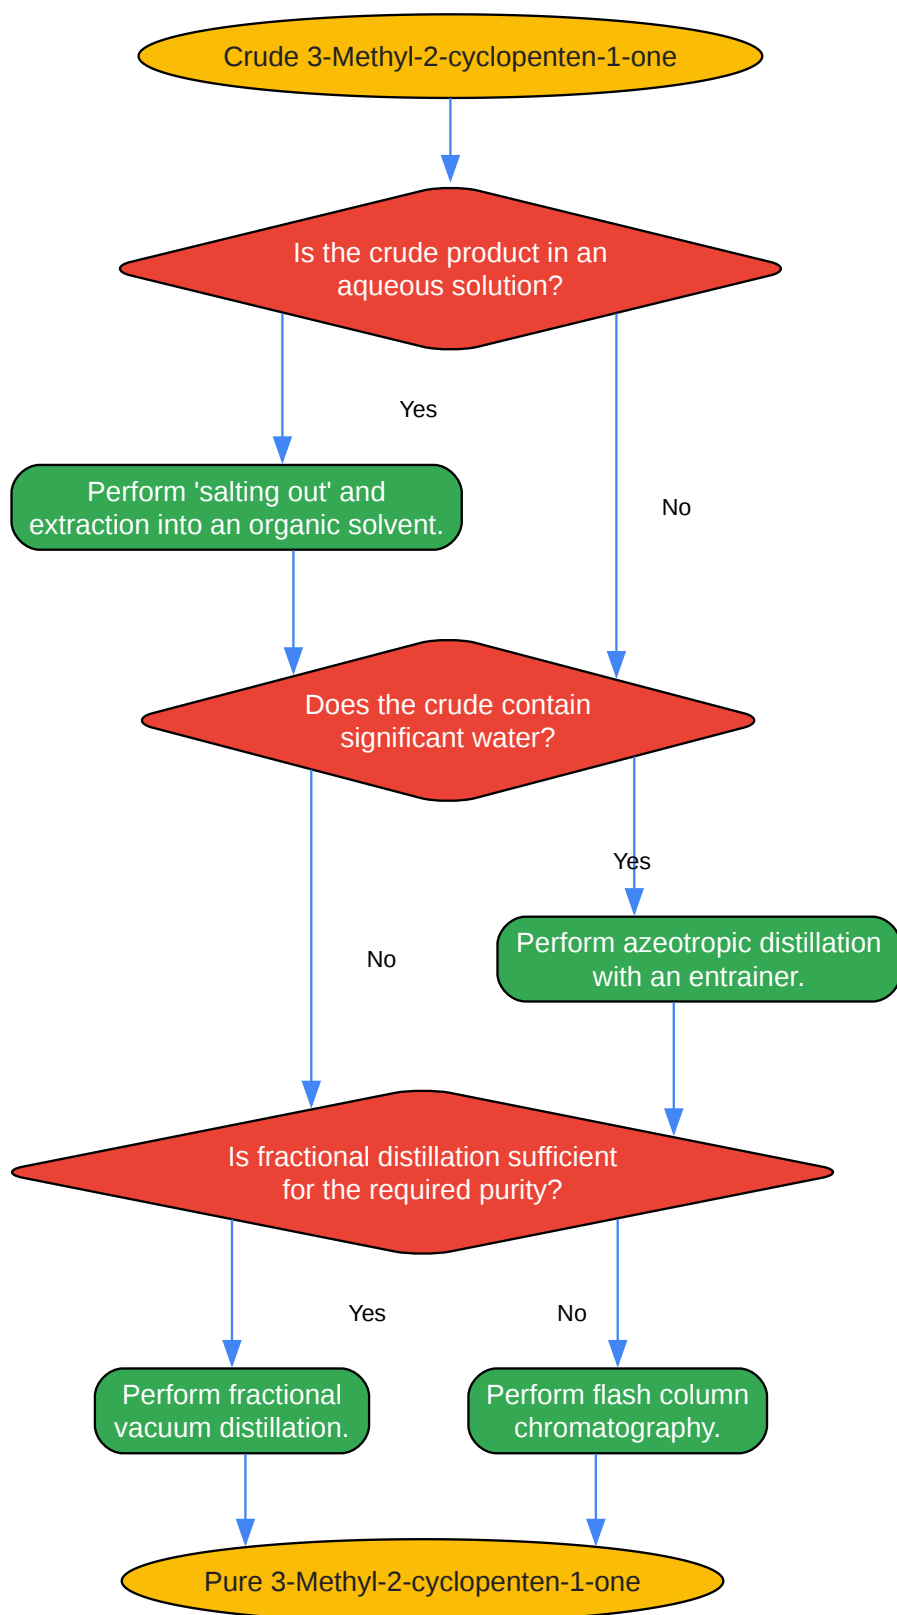 Crude 3-Methyl-2-cyclopenten-1-one
Is the crude product in an
aqueous solution?
Yes
Perform 'salting out' and
extraction into an organic solvent.
No
Does the crude contain
significant water?
Yes
Perform azeotropic distillation
with an entrainer.
No
Is fractional distillation sufficient
for the required purity?
Yes
No
Perform fractional
vacuum distillation.
Perform flash column
chromatography.
Pure 3-Methyl-2-cyclopenten-1-one